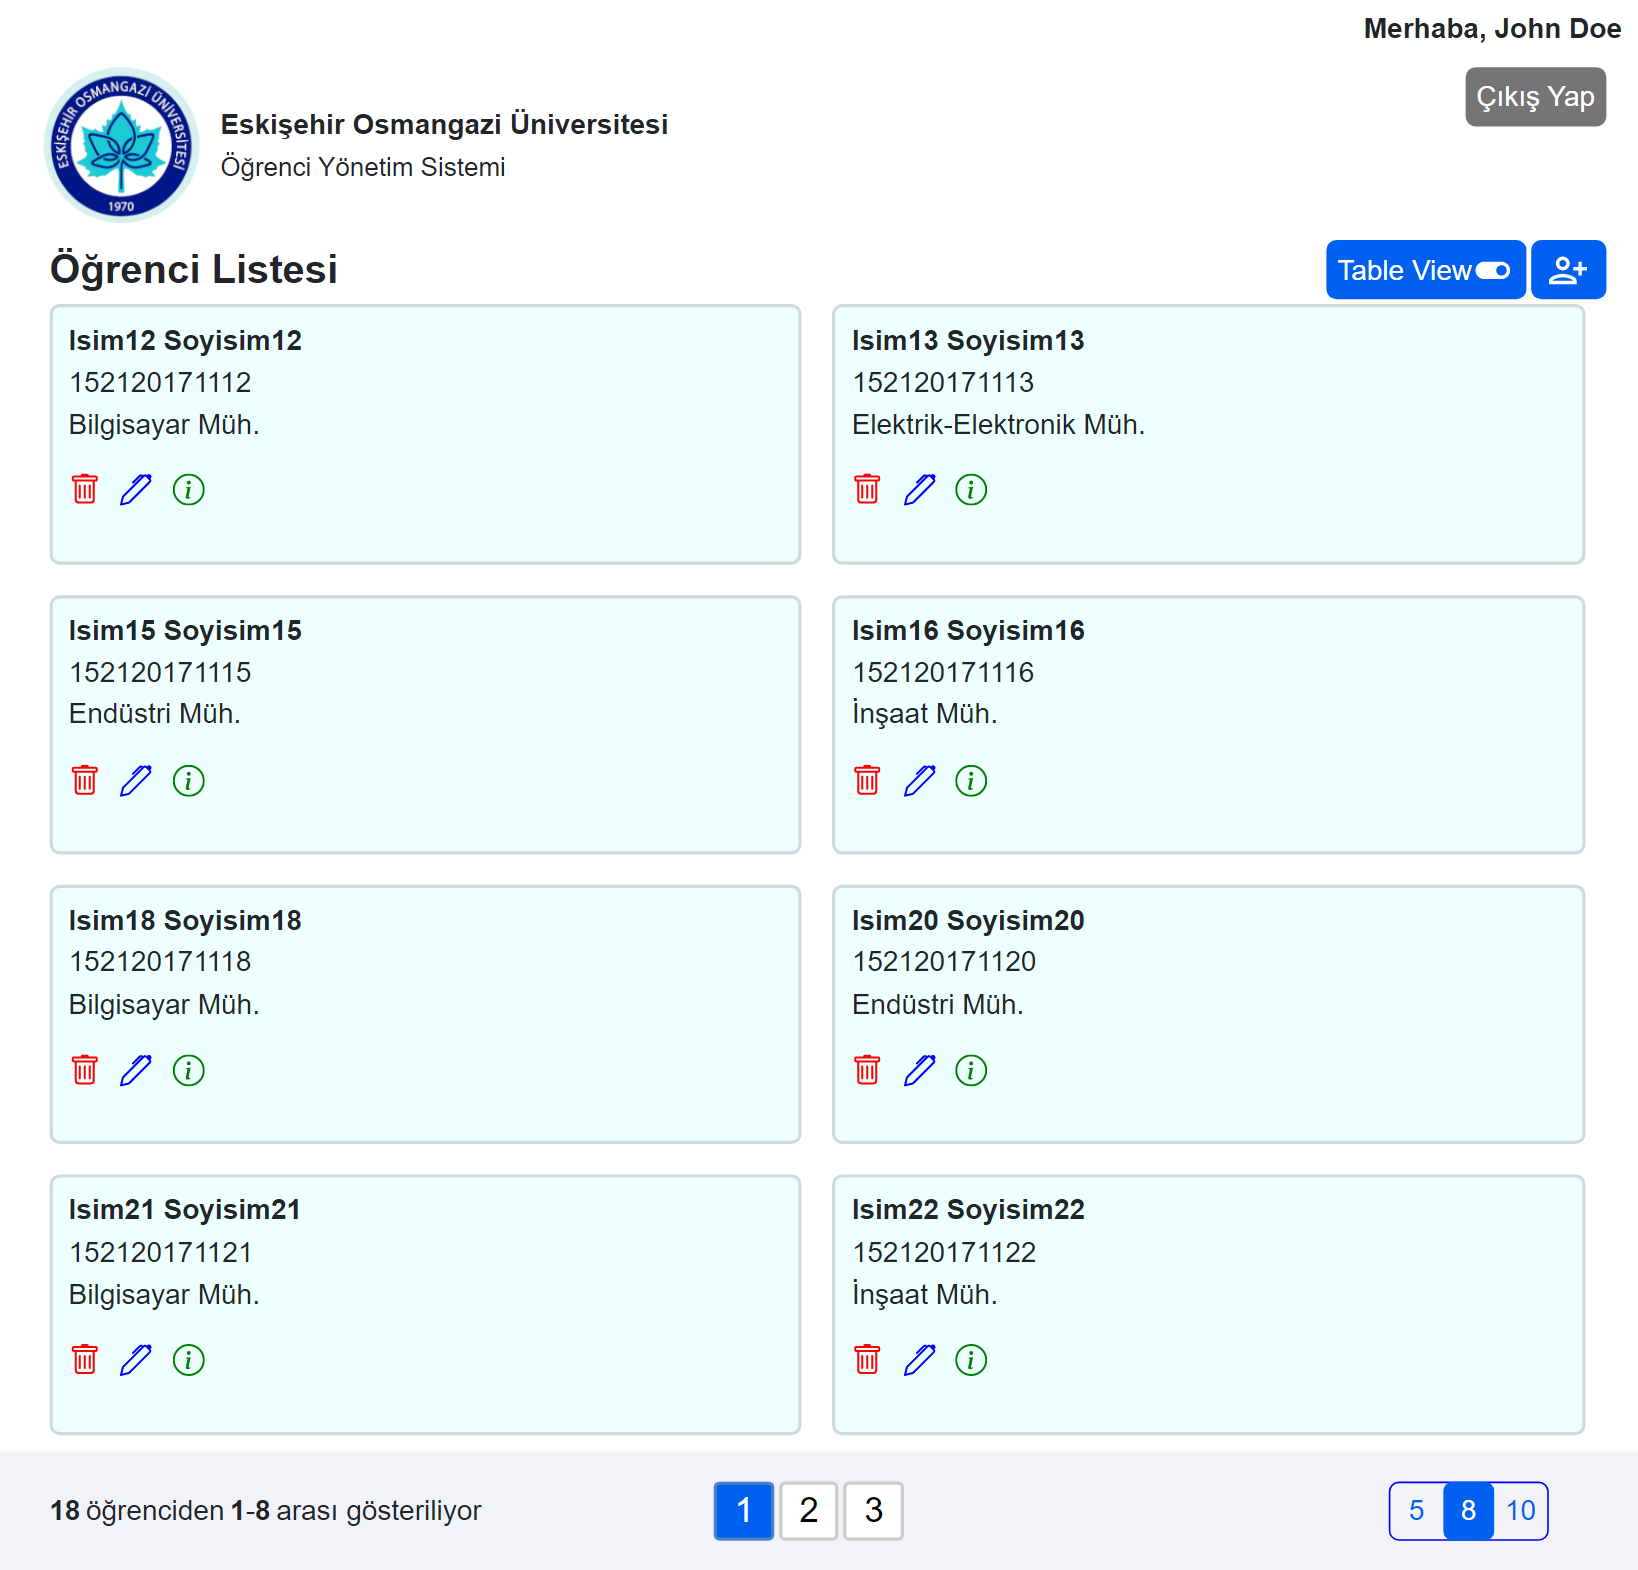 Merhaba, John Doe
Çıkış Yap
ESKİŞEHİR OSMANGAZİ ÜNİVERSİTESİ
1970
Eskişehir Osmangazi Üniversitesi
Öğrenci Yönetim Sistemi
Öğrenci Listesi
Table View
Isim12 Soyisim12
152120171112
Bilgisayar Müh.
Isim13 Soyisim13
152120171113
Elektrik-Elektronik Müh.
Isim15 Soyisim15
152120171115
Endüstri Müh.
Isim16 Soyisim16
152120171116
İnşaat Müh.
Isim18 Soyisim18
152120171118
Bilgisayar Müh.
Isim20 Soyisim20
152120171120
Endüstri Müh.
Isim21 Soyisim21
152120171121
Bilgisayar Müh.
Isim22 Soyisim22
152120171122
İnşaat Müh.
18 öğrenciden 1-8 arası gösteriliyor
1 2 3
5 8 10